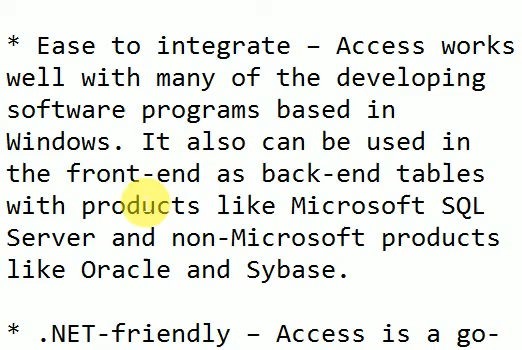 * Ease to integrate – Access works
well with many of the developing
software programs based in
Windows. It also can be used in
the front-end as back-end tables
with products like Microsoft SQL
Server and non-Microsoft products
like Oracle and Sybase.
* .NET-friendly – Access is a go-